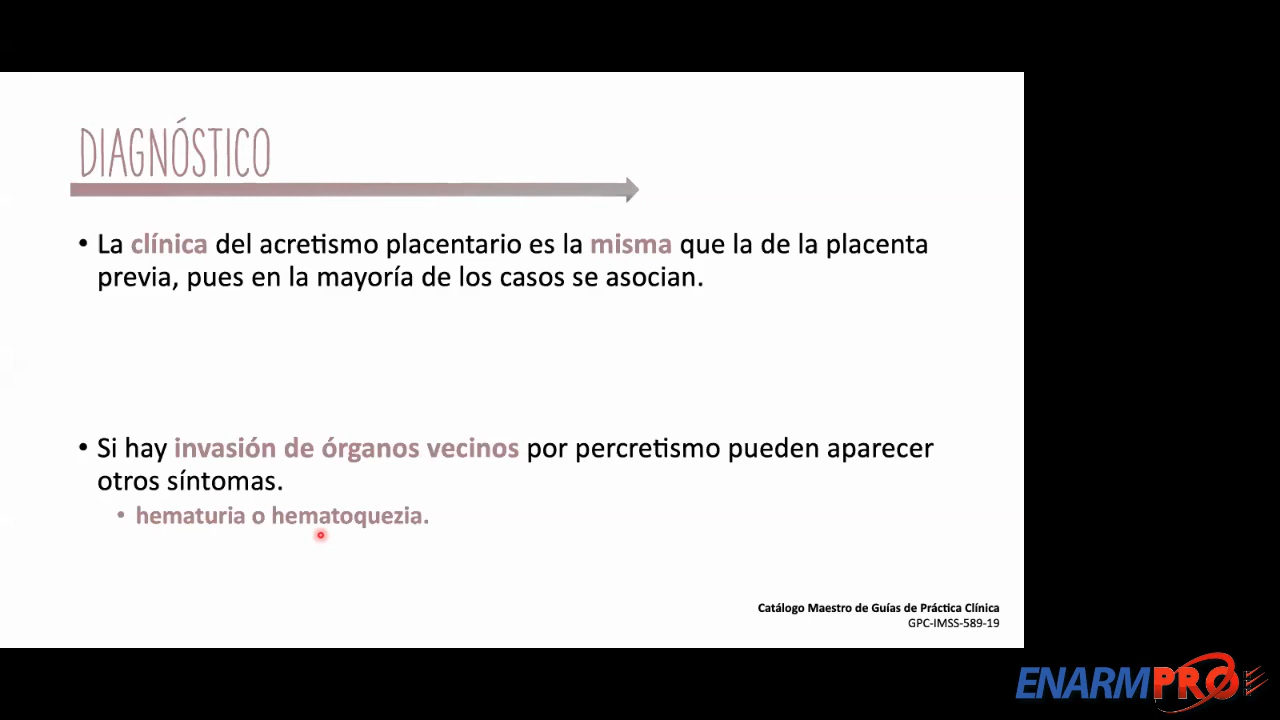 DIAGNÓSTICO
• La clínica del acretismo placentario es la misma que la de la placenta
previa, pues en la mayoría de los casos se asocian.
• Si hay invasión de órganos vecinos por percretismo pueden aparecer
otros síntomas.
• hematuria o hematoquezia.
Catálogo Maestro de Guías de Práctica Clínica
GPC-IMSS-589-19
ENARMPRO